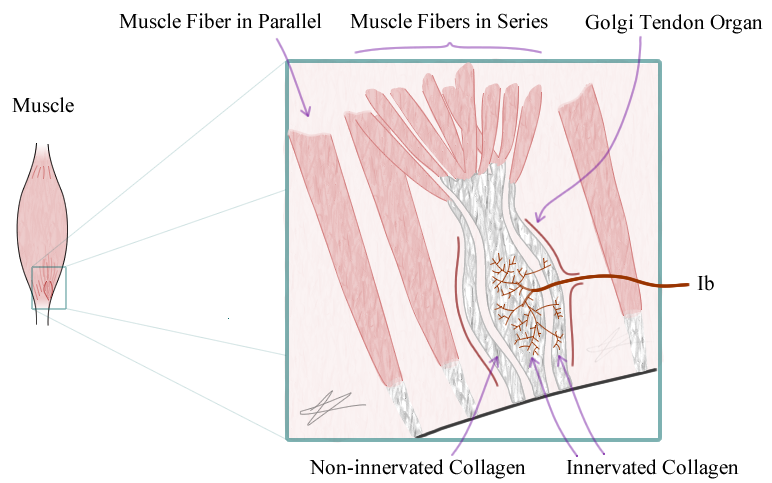 Muscle Fiber in Parallel
Muscle Fibers in Series
Golgi Tendon Organ
Muscle
Ib
Non-innervated Collagen
Innervated Collagen